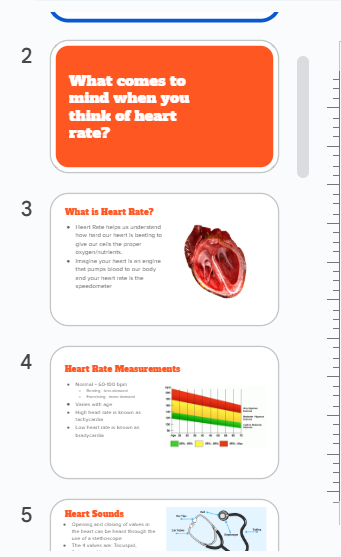 2
What comes to
mind when you
think of heart
rate?
3
What is Heart Rate?
Heart Rate helps us understand
how hard our heart is beating to
give our cells the proper
oxygen/nutrients.
Imagine your heart is an engine
that pumps blood to our body
and your heart rate is the
speedometer
4
Heart Rate Measurements
Normal = 60-100 bpm
Resting - less demand
Exercising - more demand
Varies with age
High heart rate is known as
tachycardia
Low heart rate is known as
bradycardia
Age
5
Heart Sounds
Opening and closing of valves in
the heart can be heard through the
use of a stethoscope
The 4 valves are: Tricuspid,